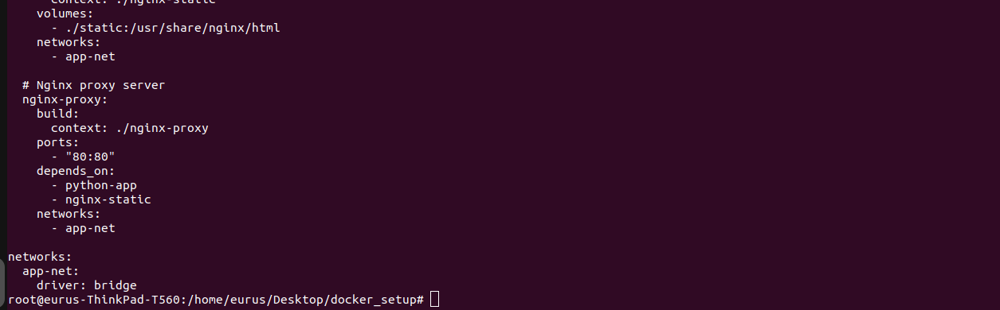 context: ./nginx-static
    volumes:
      - ./static:/usr/share/nginx/html
    networks:
      - app-net

  # Nginx proxy server
  nginx-proxy:
    build:
      context: ./nginx-proxy
    ports:
      - "80:80"
    depends_on:
      - python-app
      - nginx-static
    networks:
      - app-net

networks:
  app-net:
    driver: bridge
root@eurus-ThinkPad-T560:/home/eurus/Desktop/docker_setup#